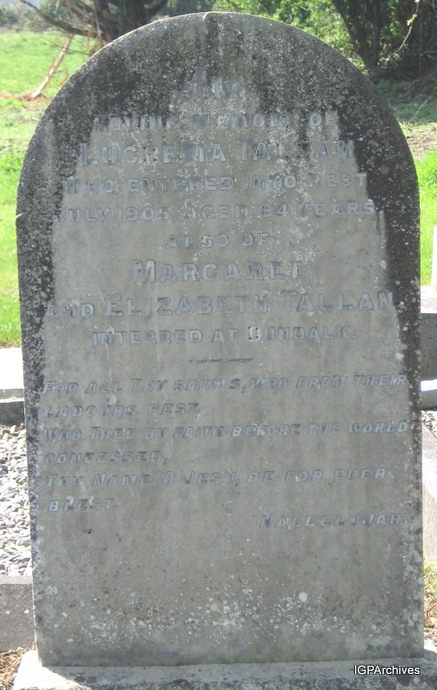 IN
LOVING MEMORY OF
LUCRETIA TALLAN
WHO ENTERED INTO REST
JULY 1905 AGED 84 YEARS
ALSO OF
MARGARET
AND ELIZABETH TALLAN,
INTERRED AT DUNDALK.
FOR ALL THY SAINTS, WHO FROM THEIR
LABOURS REST,
WHO THEE BY FAITH BEFORE THE WORLD
CONFESSED,
THY NAME, O JESU, BE FOR EVER
BLEST.
HALLELUJAH.
IGPArchives